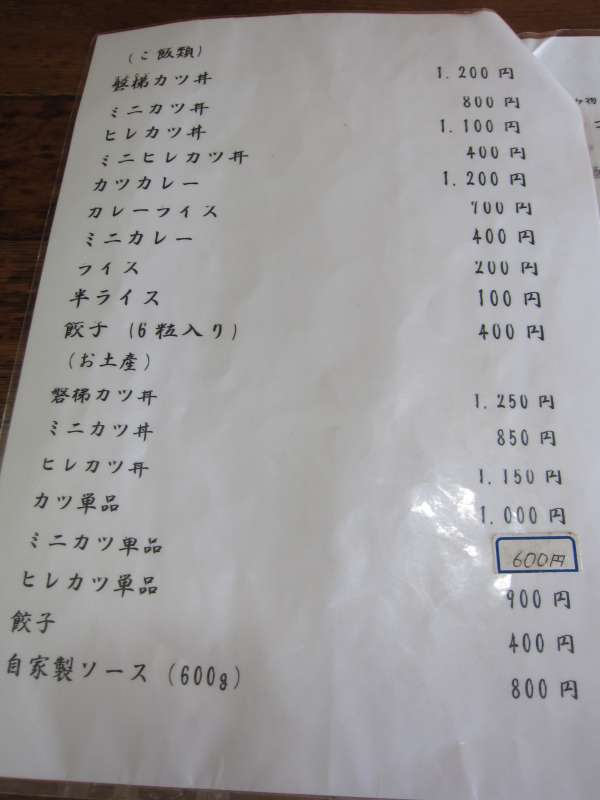 (ご飯類)
磐梯カツ丼 1.200円
ミニカツ丼 800円
ヒレカツ丼 1.100円
ミニヒレカツ丼 400円
カツカレー 1.200円
カレーライス 700円
ミニカレー 400円
ライス 200円
半ライス 100円
餃子 (6粒入り) 400円
(お土産)
磐梯カツ丼 1.250円
ミニカツ丼 850円
ヒレカツ丼 1.150円
カツ単品 1.000円
ミニカツ単品 600円
ヒレカツ単品 900円
餃子 400円
自家製ソース (600g) 800円